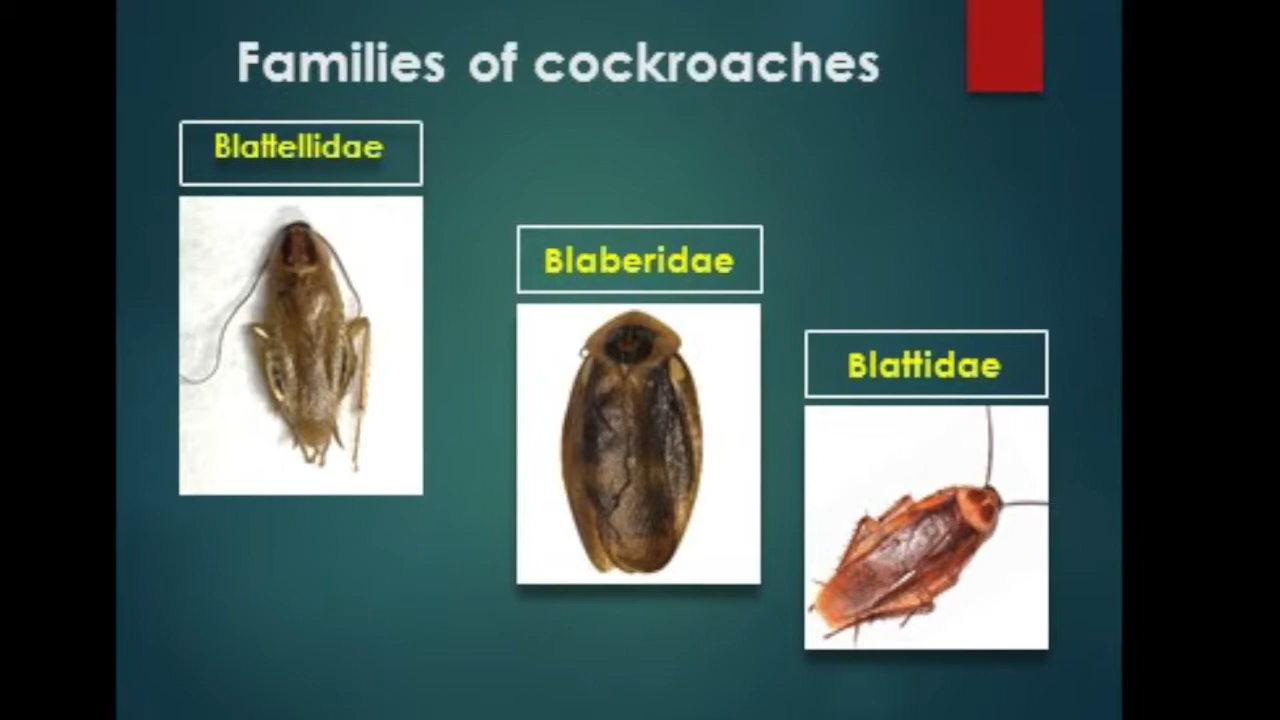 Families of cockroaches
Blattellidae
Blaberidae
Blattidae